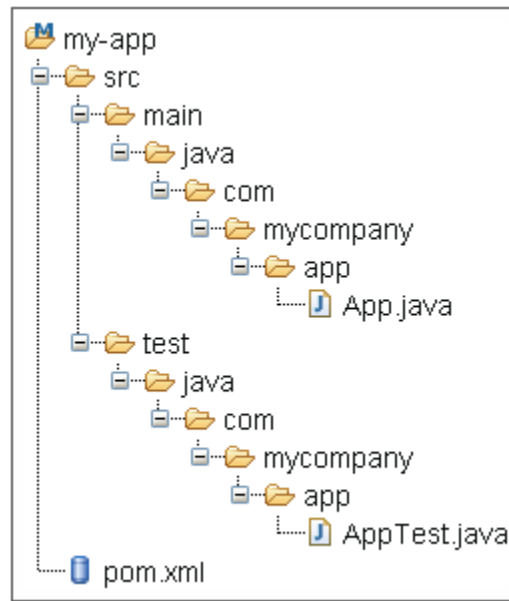 my-app
src
main
java
com
mycompany
app
App.java
test
java
com
mycompany
app
AppTest.java
pom.xml